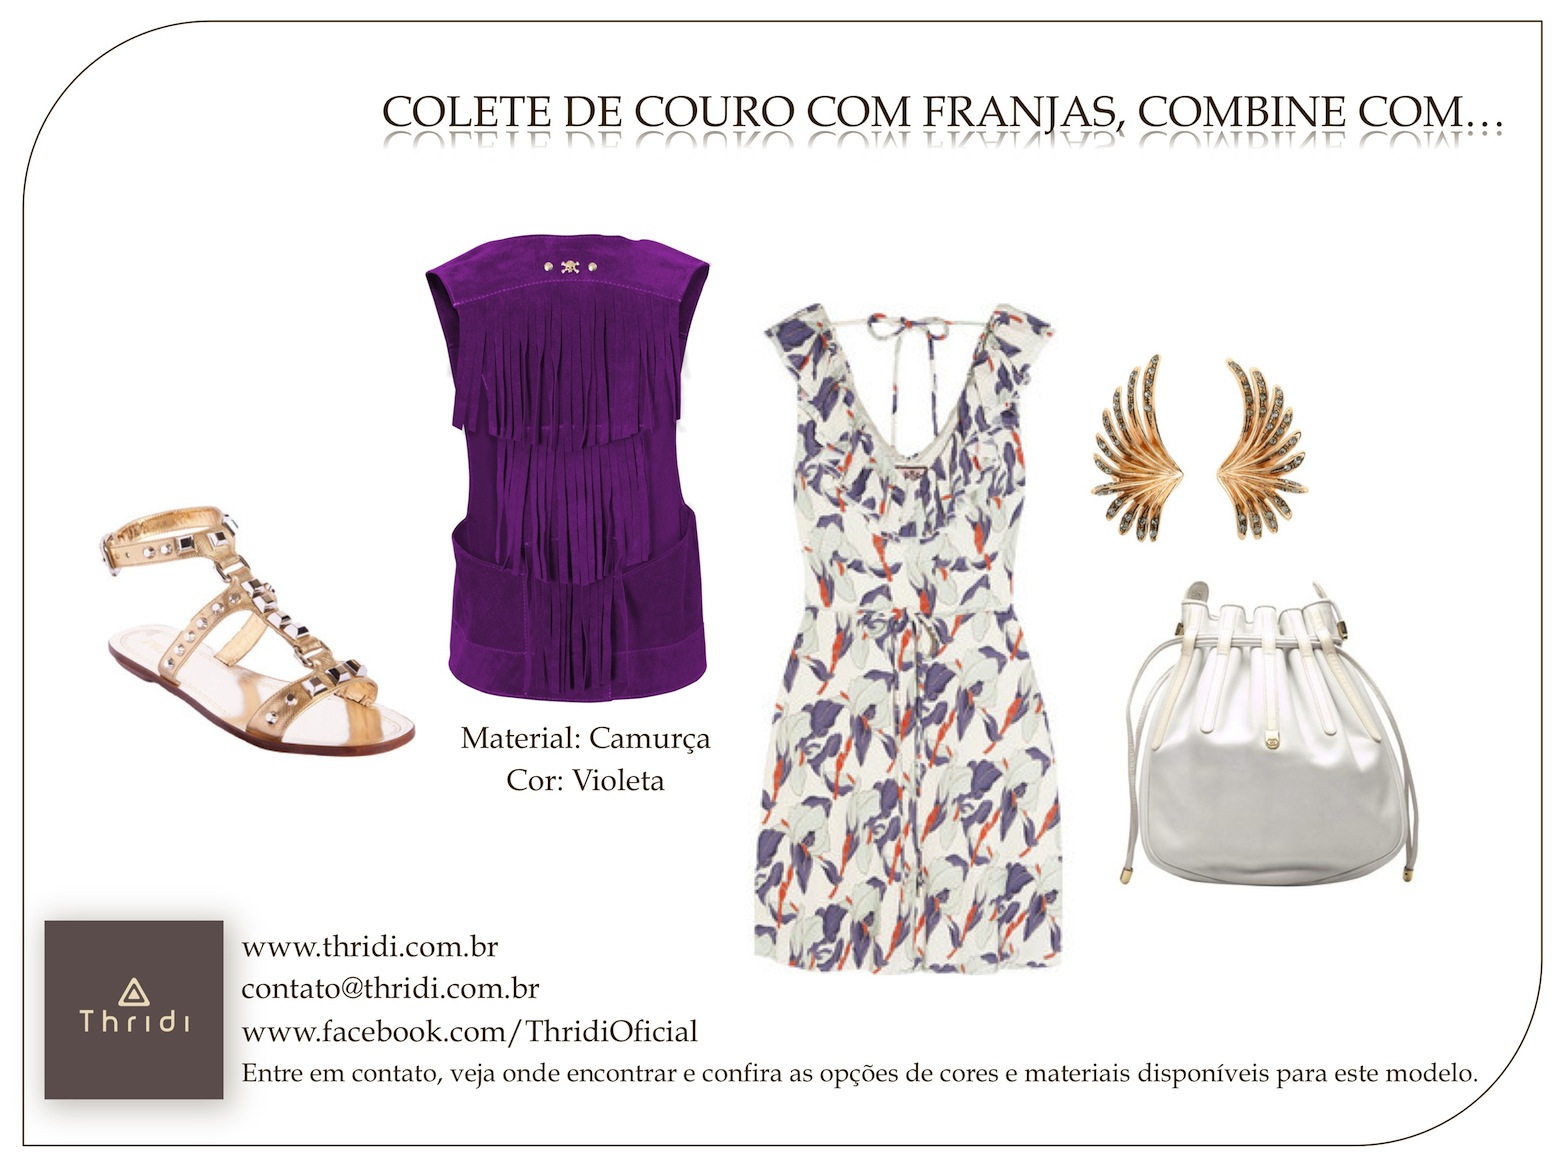 COLETE DE COURO COM FRANJAS, COMBINE COM…
Material: Camurça
Cor: Violeta
Thridi
www.thridi.com.br
contato@thridi.com.br
www.facebook.com/ThridiOficial
Entre em contato, veja onde encontrar e confira as opções de cores e materiais disponíveis para este modelo.